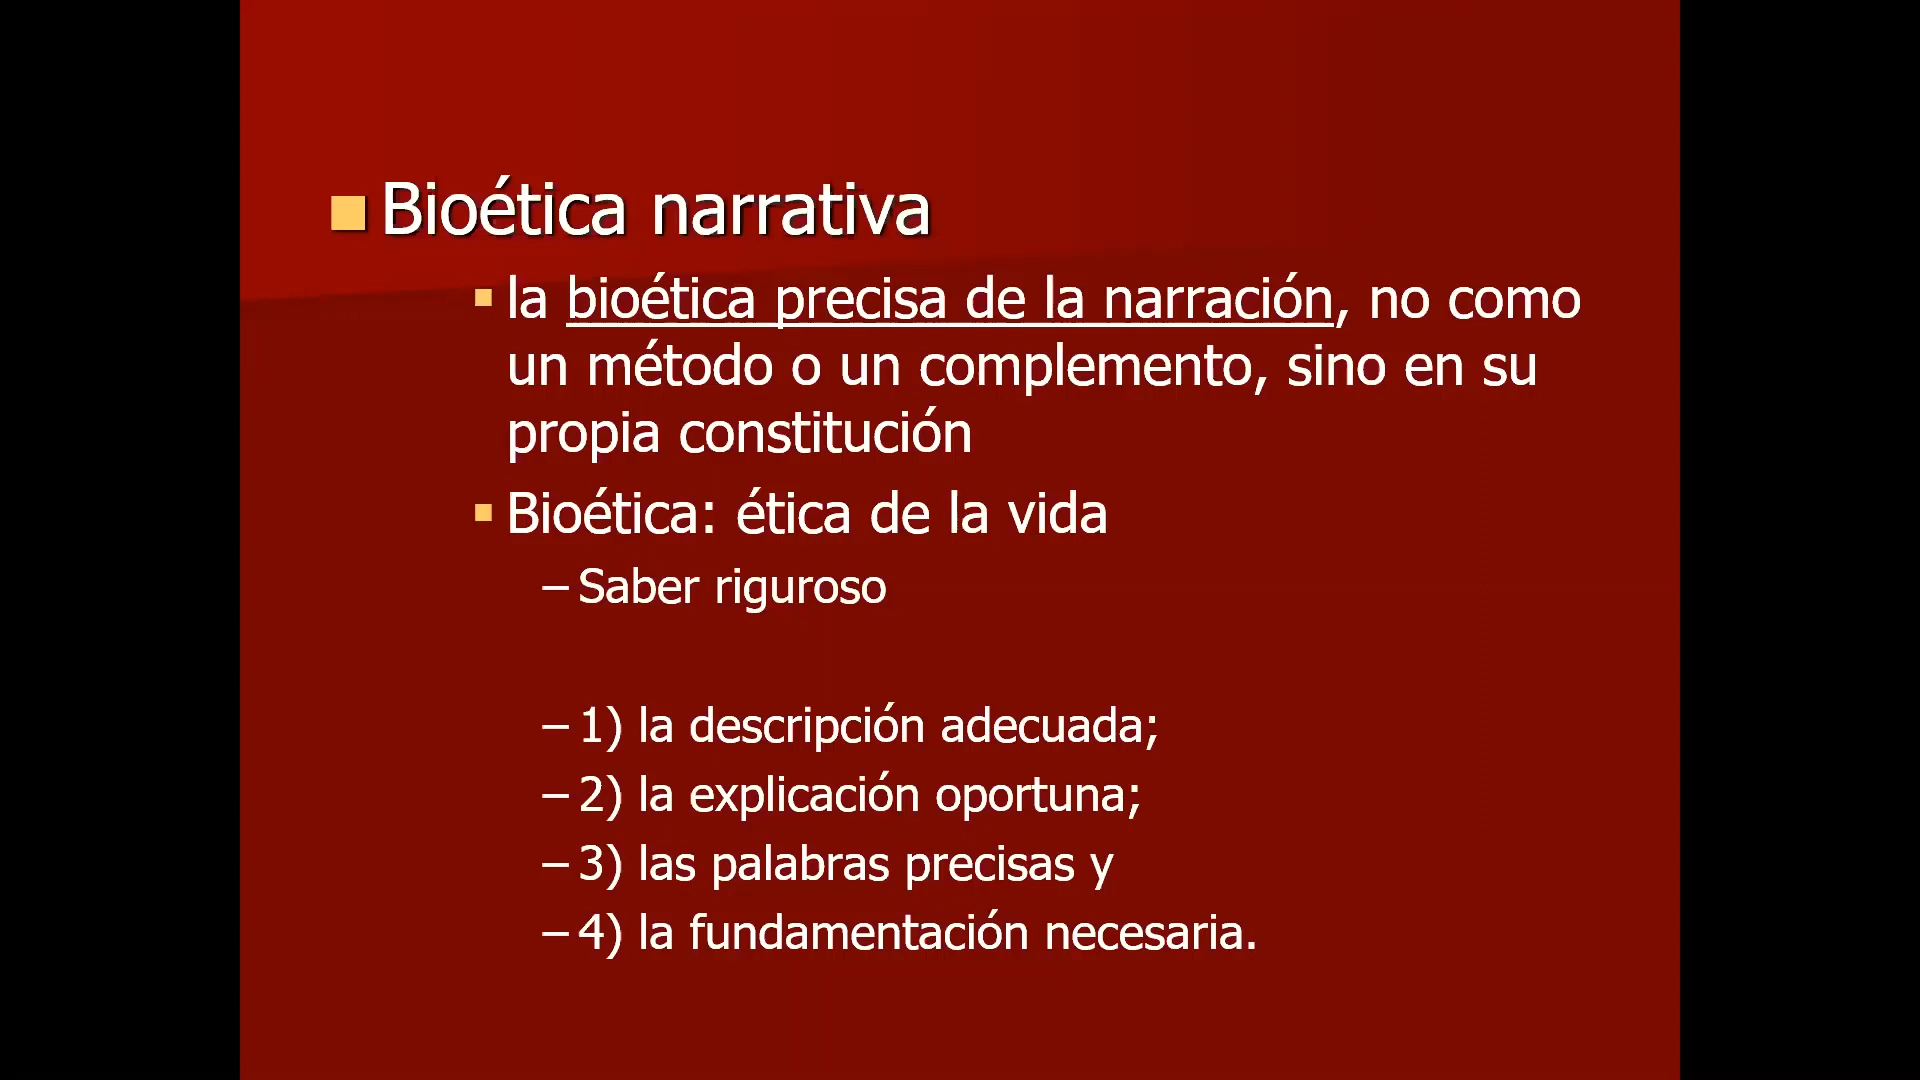 Bioética narrativa
la bioética precisa de la narración, no como
un método o un complemento, sino en su
propia constitución
Bioética: ética de la vida
– Saber riguroso
– 1) la descripción adecuada;
– 2) la explicación oportuna;
– 3) las palabras precisas y
– 4) la fundamentación necesaria.